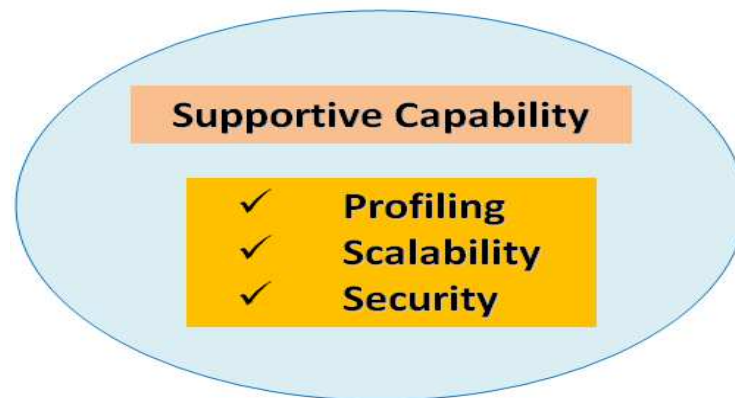 Supportive Capability
✓ Profiling
✓ Scalability
✓ Security